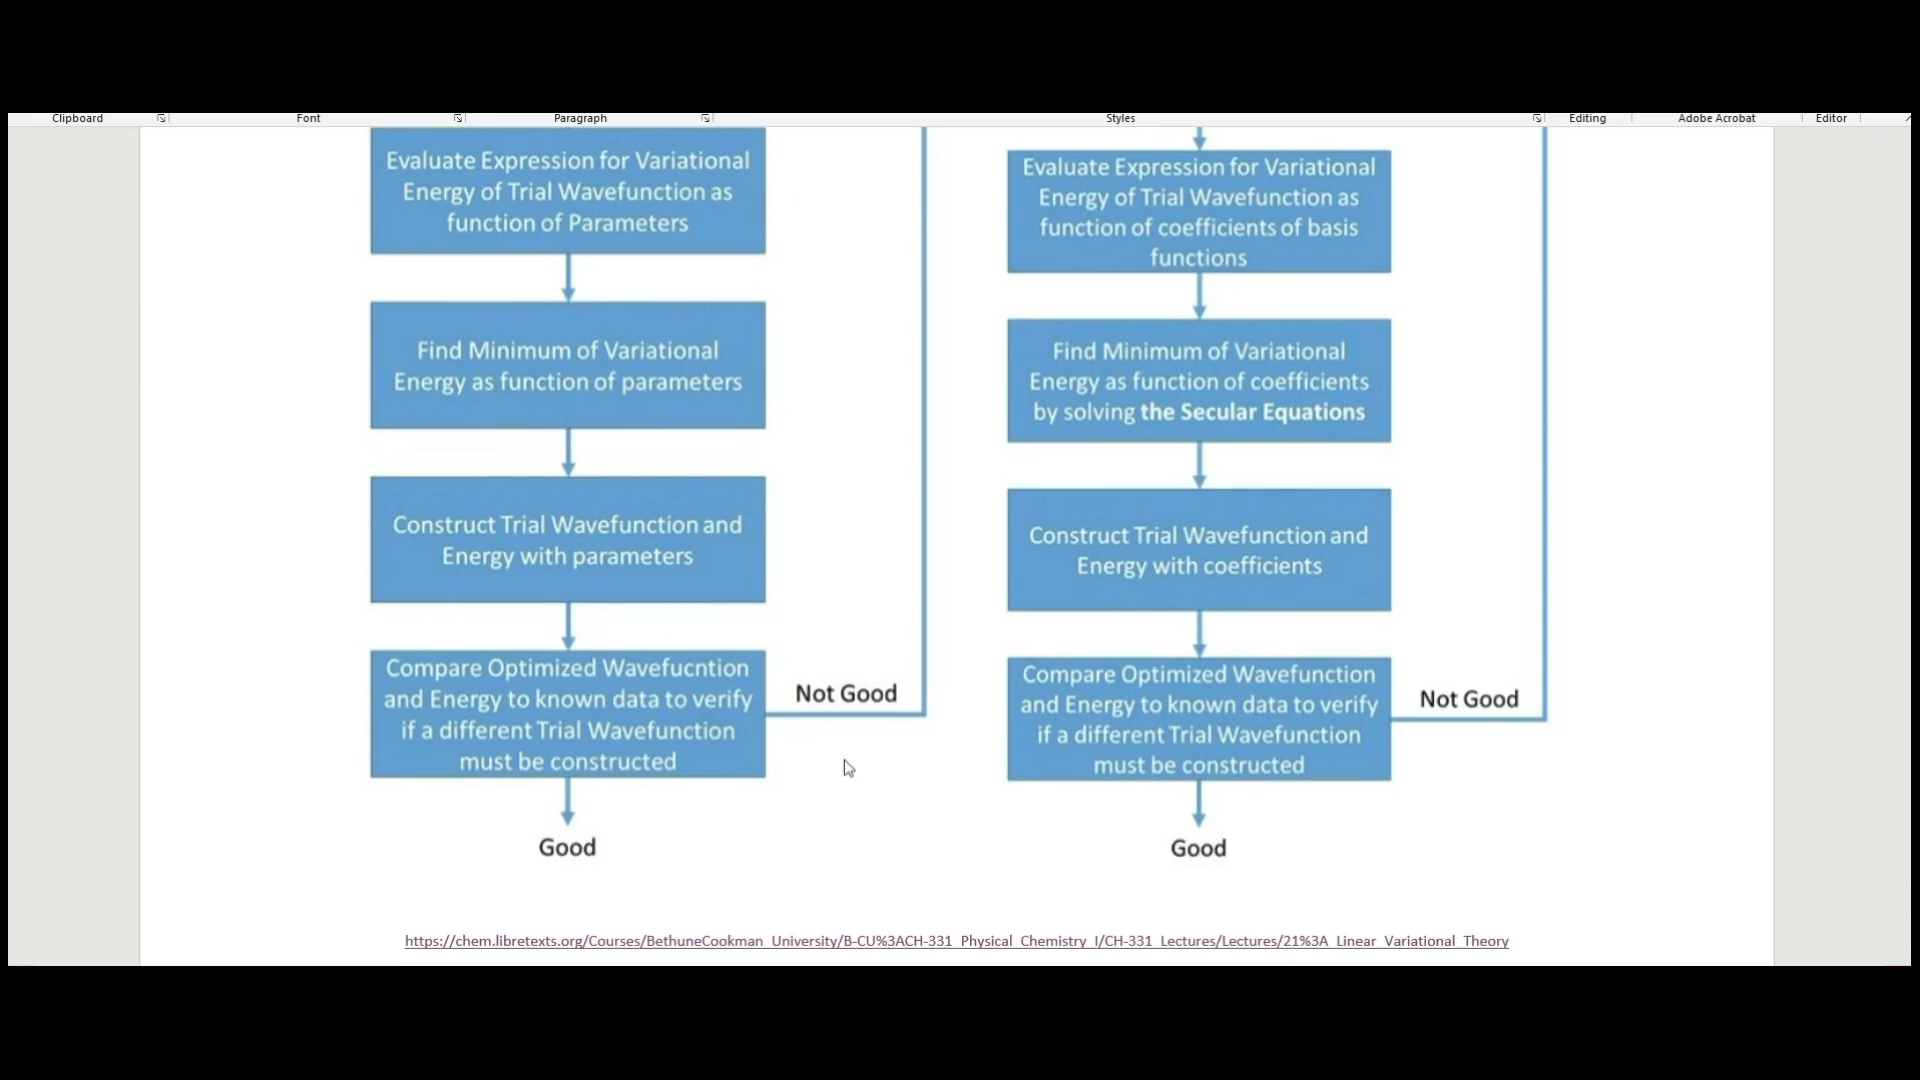 Clipboard Font Paragraph Styles Editing Adobe Acrobat Editor
Evaluate Expression for Variational
Energy of Trial Wavefunction as
function of Parameters
Find Minimum of Variational
Energy as function of parameters
Construct Trial Wavefunction and
Energy with parameters
Compare Optimized Wavefucntion
and Energy to known data to verify
if a different Trial Wavefunction
must be constructed
Not Good
Good
Evaluate Expression for Variational
Energy of Trial Wavefunction as
function of coefficients of basis
functions
Find Minimum of Variational
Energy as function of coefficients
by solving the Secular Equations
Construct Trial Wavefunction and
Energy with coefficients
Compare Optimized Wavefunction
and Energy to known data to verify
if a different Trial Wavefunction
must be constructed
Not Good
Good
https://chem.libretexts.org/Courses/BethuneCookman_University/B-CU%3ACH-331_Physical_Chemistry_I/CH-331_Lectures/Lectures/21%3A_Linear_Variational_Theory